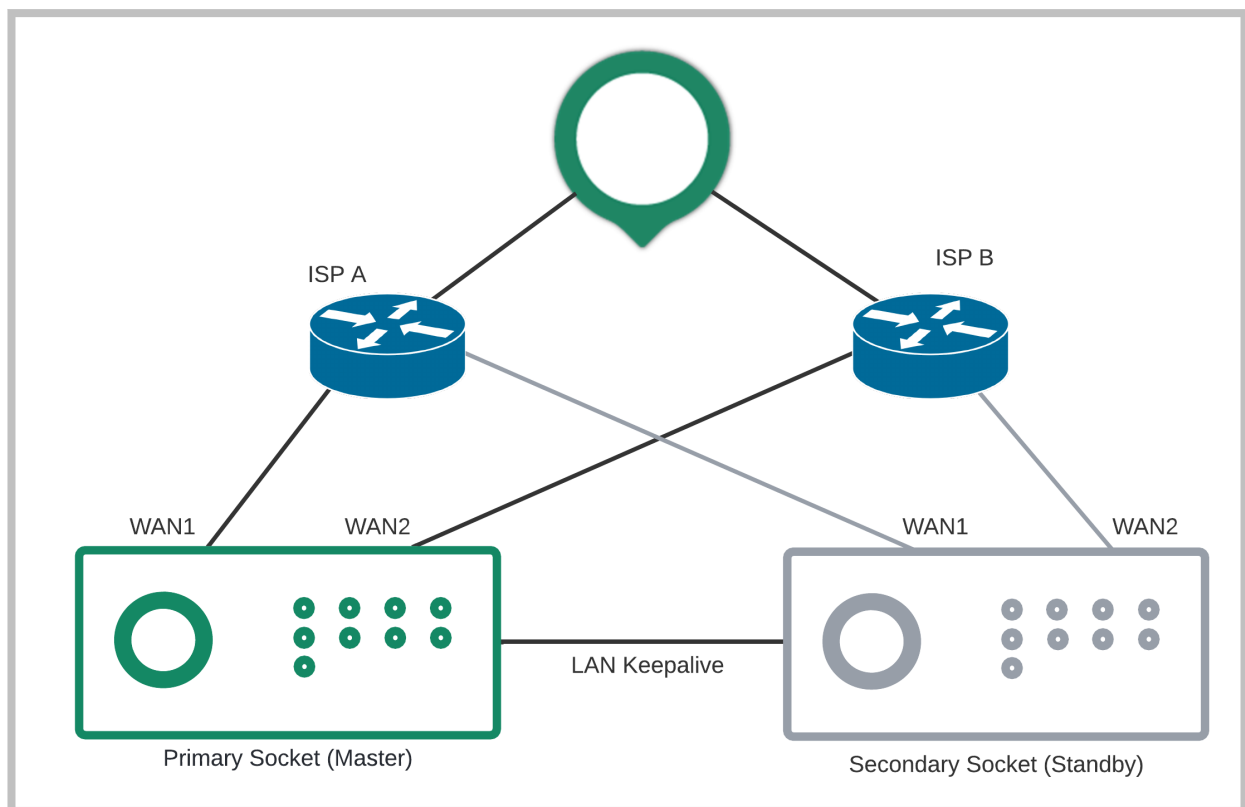 ISP A
ISP B
WAN1
WAN2
WAN1
WAN2
LAN Keepalive
Primary Socket (Master)
Secondary Socket (Standby)